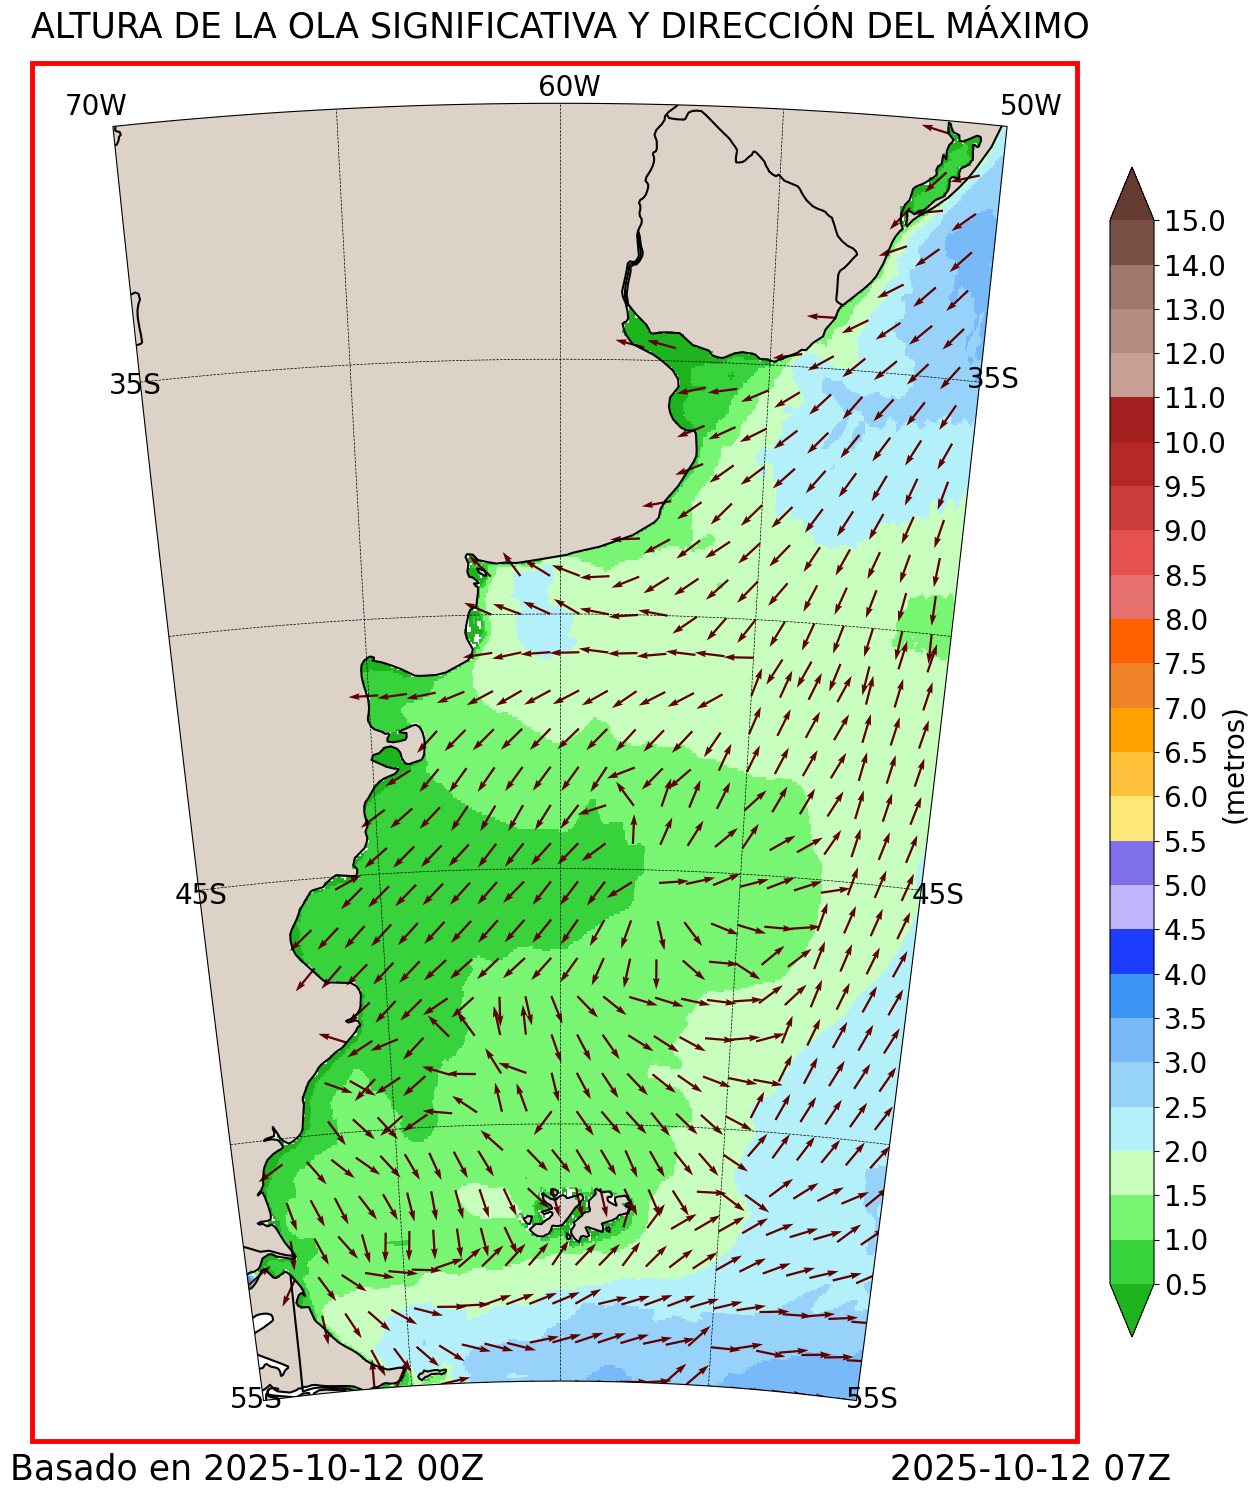 ALTURA DE LA OLA SIGNIFICATIVA Y DIRECCIÓN DEL MÁXIMO
70W
60W
50W
35S
35S
45S
45S
55S
55S
15.0
14.0
13.0
12.0
11.0
10.0
9.5
9.0
8.5
8.0
7.5
7.0
6.5
6.0
5.5
5.0
4.5
4.0
3.5
3.0
2.5
2.0
1.5
1.0
0.5
(metros)
Basado en 2025-10-12 00Z
2025-10-12 07Z